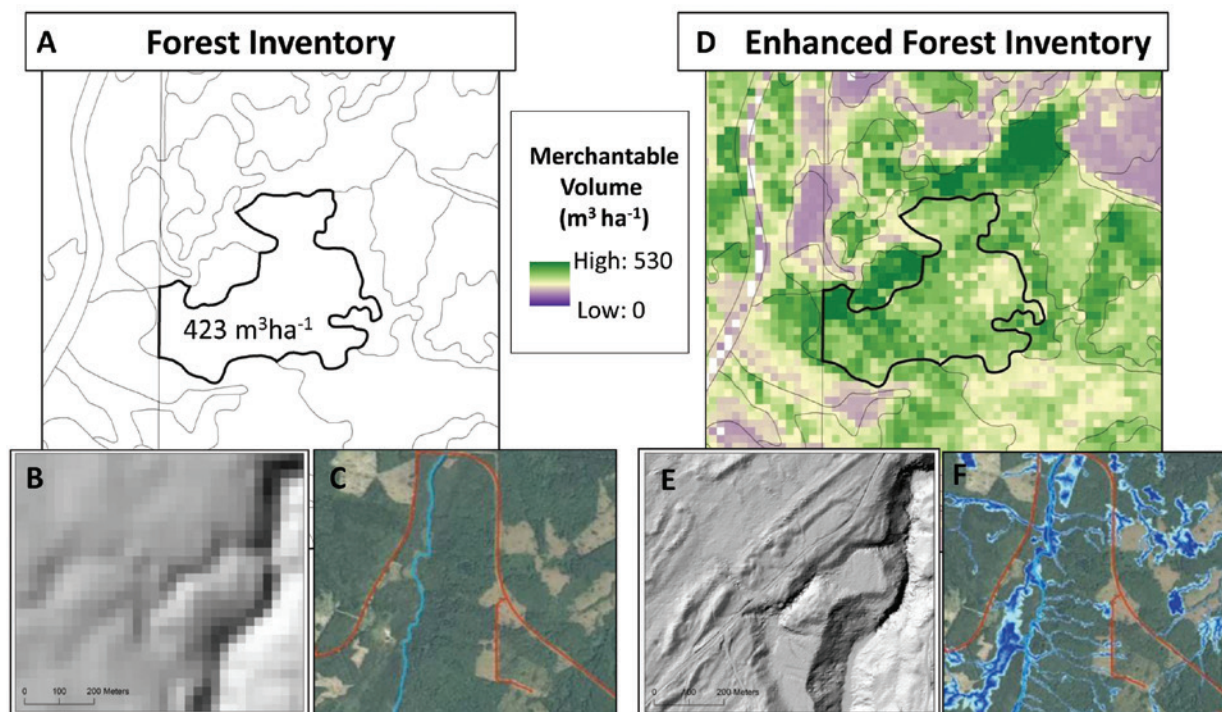 A Forest Inventory
D Enhanced Forest Inventory
Merchantable
Volume
(m³ ha⁻¹)
High: 530
Low: 0
423 m³ha⁻¹
B
0 100 200 Meters
C
E
0 100 200 Meters
F